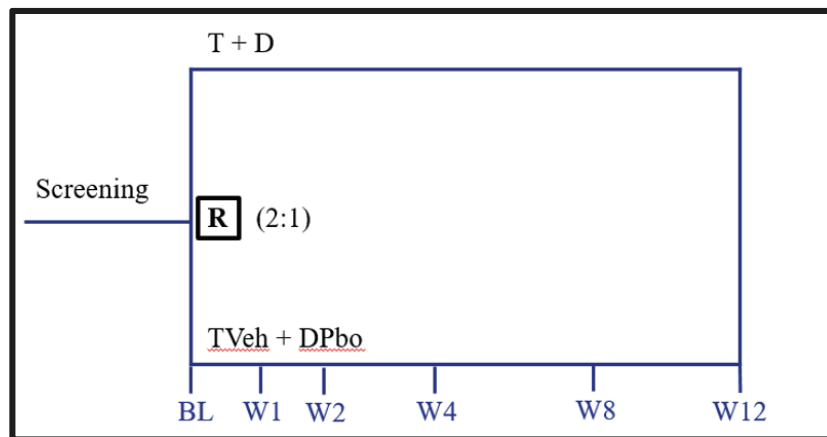 T + D
Screening
R (2:1)
TVeh + DPbo
BL W1 W2 W4 W8 W12